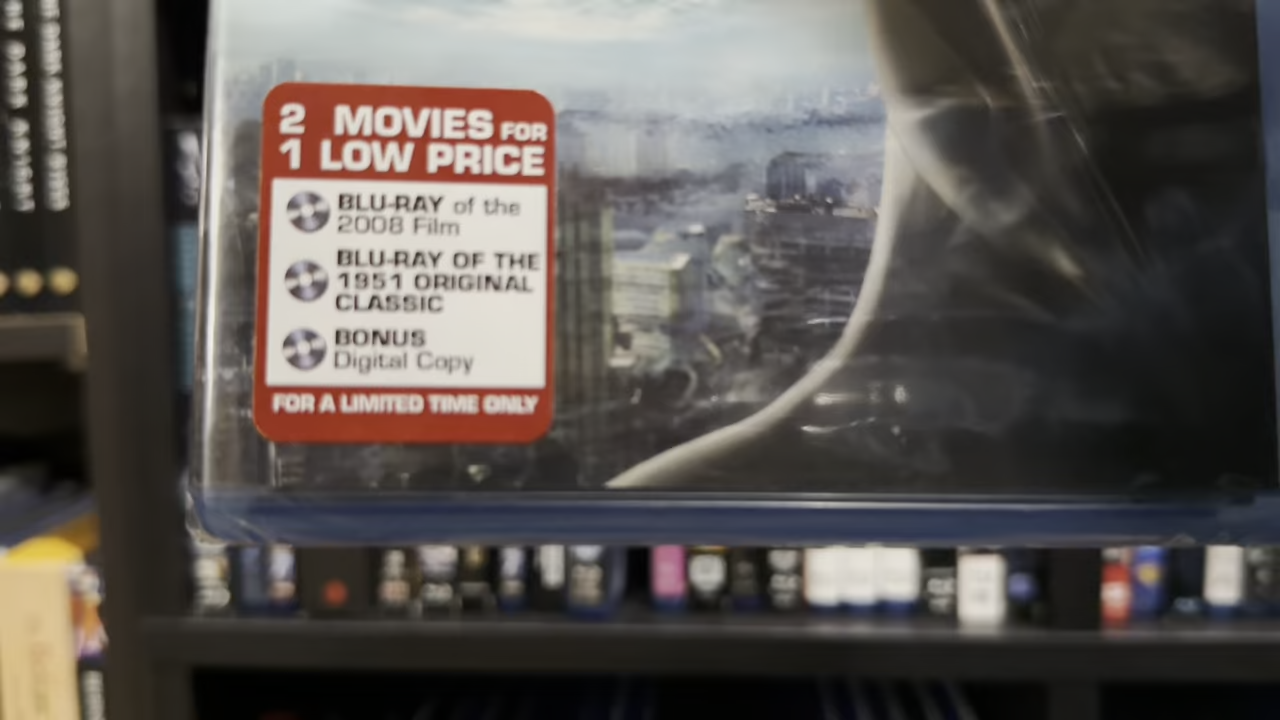 2 MOVIES FOR
1 LOW PRICE
BLU-RAY of the
2008 Film
BLU-RAY OF THE
1951 ORIGINAL
CLASSIC
BONUS
Digital Copy
FOR A LIMITED TIME ONLY